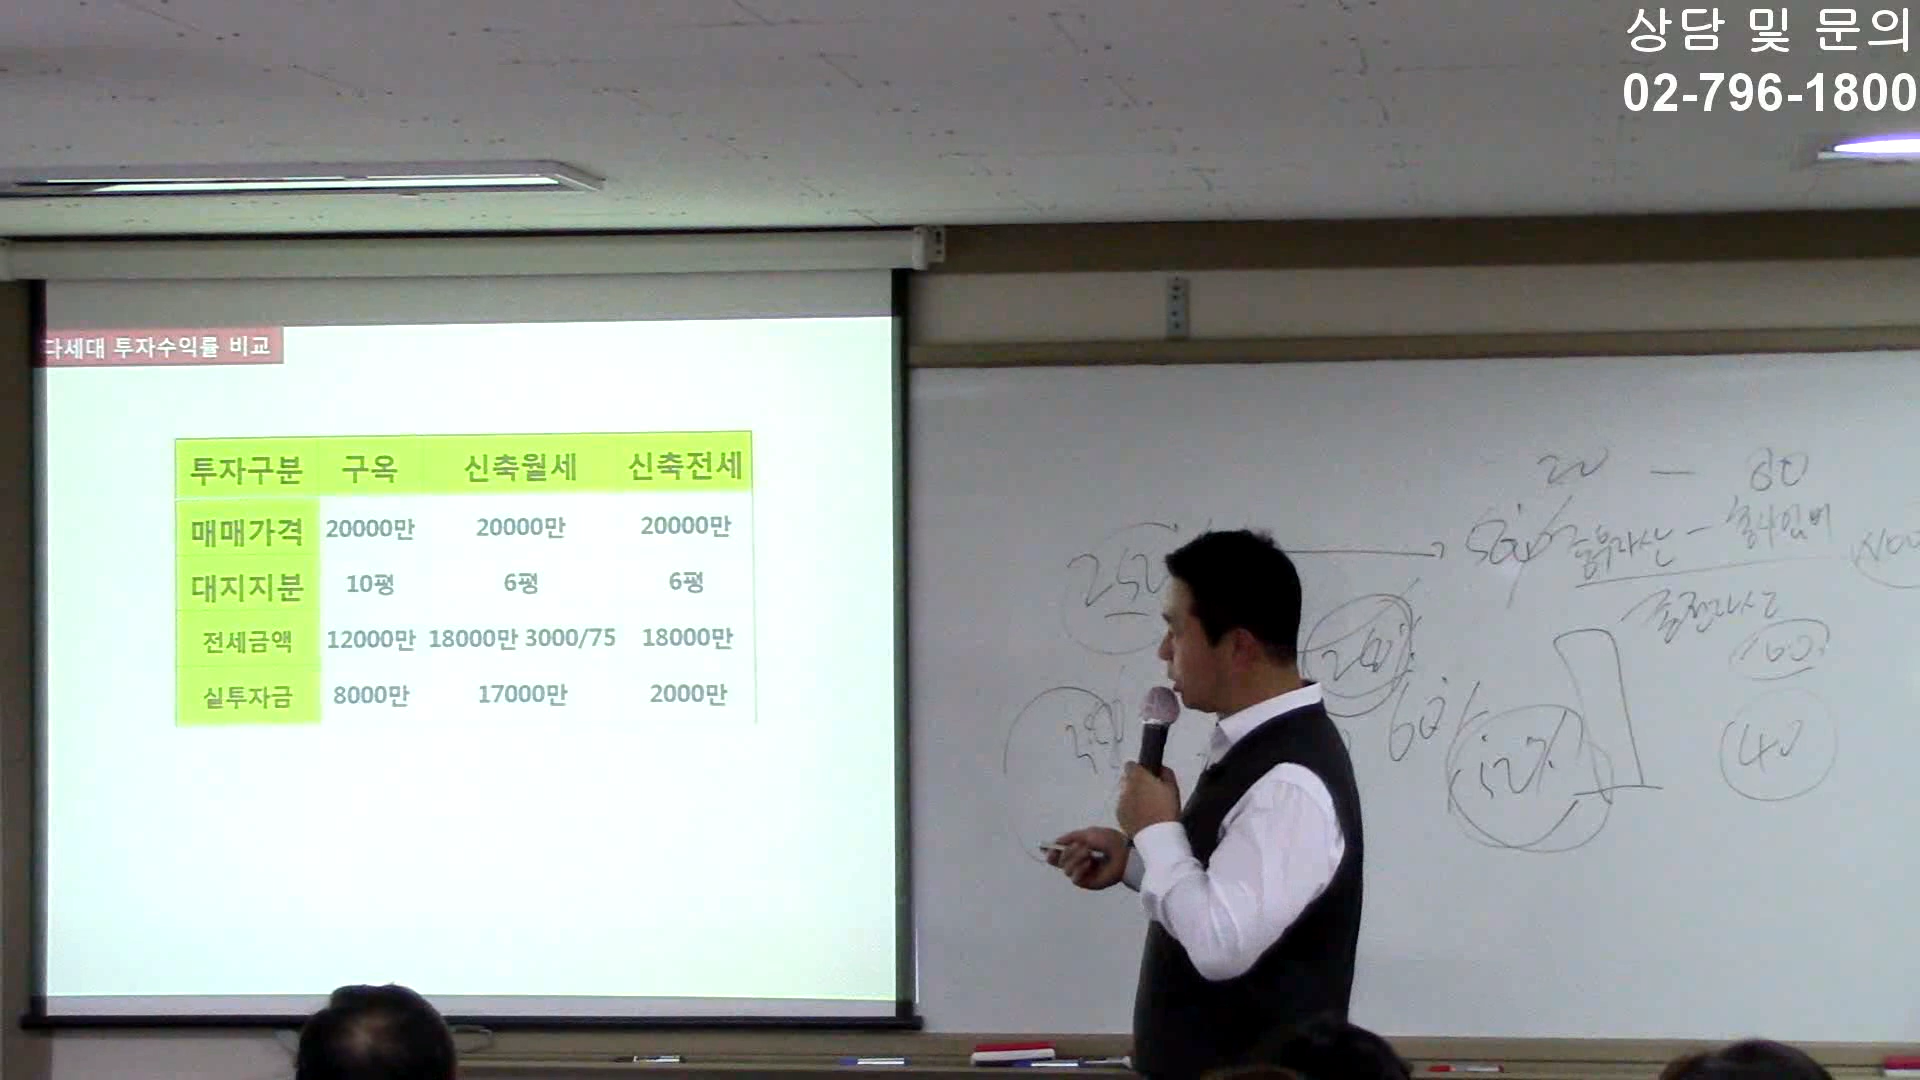 상담 및 문의
02-796-1800
다세대 투자수익률 비교
투자구분 구옥 신축월세 신축전세
매매가격 20000만 20000만 20000만
대지지분 10평 6평 6평
전세금액 12000만 18000만 3000/75 18000만
실투자금 8000만 17000만 2000만
20 - 60
40